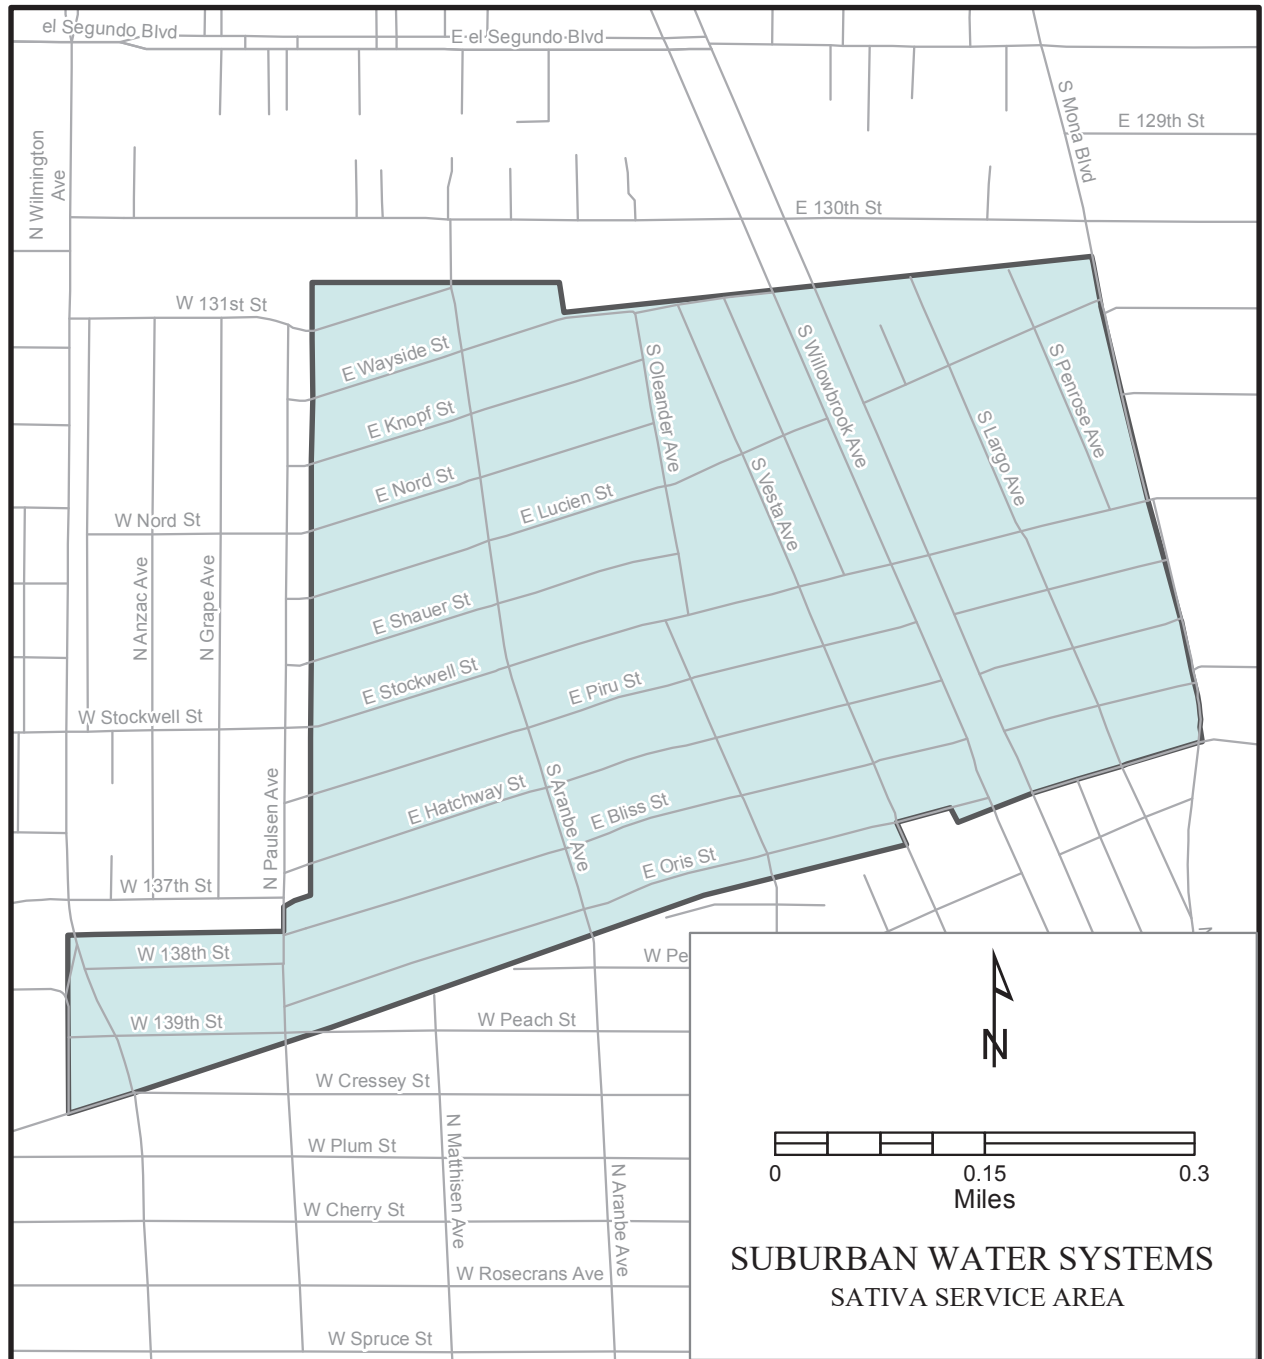 el Segundo Blvd
E el Segundo Blvd
S Mona Blvd
E 129th St
N Wilmington
Ave
E 130th St
W 131st St
E Wayside St
S Oleander Ave
S Willowbrook Ave
S Penrose Ave
E Knopf St
S Largo Ave
E Nord St
E Lucien St
S Vesta Ave
W Nord St
N Anzac Ave
N Grape Ave
E Shauer St
E Stockwell St
E Piru St
W Stockwell St
N Paulsen Ave
E Hatchway St
S Aranbe Ave
E Bliss St
E Oris St
W 137th St
W 138th St
W Pe
W 139th St
W Peach St
W Cressey St
N Matthisen Ave
W Plum St
N Aranbe Ave
W Cherry St
W Rosecrans Ave
W Spruce St
N
N
0
0.15
0.3
Miles
SUBURBAN WATER SYSTEMS
SATIVA SERVICE AREA